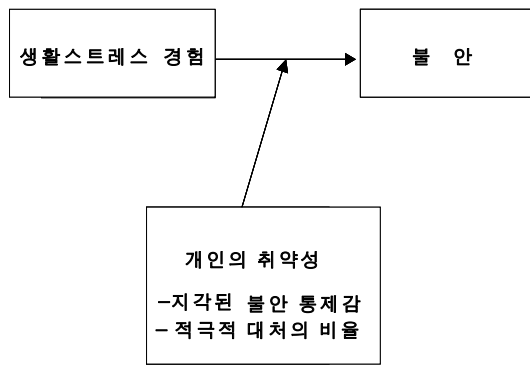 생활스트레스 경험
불 안
개인의 취약성
–지각된 불안 통제감
– 적극적 대처의 비율